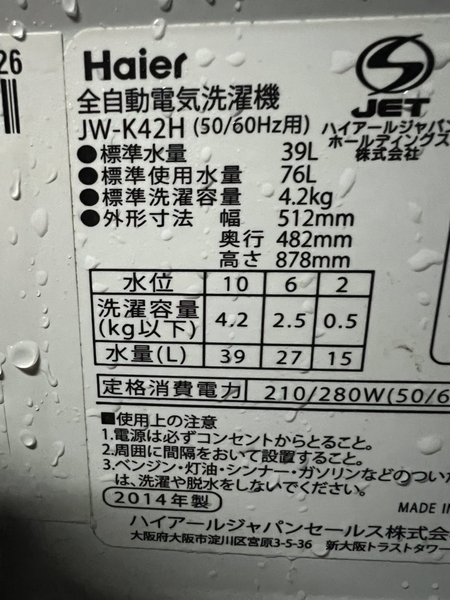 26
Haier
全自動電気洗濯機
JW-K42H (50/60Hz用)
JET
ハイアールジャパン
ホールディングス
株式会社
●標準水量 39L
●標準使用水量 76L
●標準洗濯容量 4.2kg
●外形寸法 幅 512mm
奥行 482mm
高さ 878mm
水位 10 6 2
洗濯容量(kg以下) 4.2 2.5 0.5
水量(L) 39 27 15
定格消費電力 210/280W(50/6
■使用上の注意
1.電源は必ずコンセントからとること。
2.周囲に間隔をおいて設置すること。
3.ベンジン・灯油・シンナー・ガソリンなどのつい
は、洗濯や脱水をしないでください。
2014年製
MADE IN
ハイアールジャパンセールス株式会
大阪府大阪市淀川区宮原3-5-36 新大阪トラストタワー